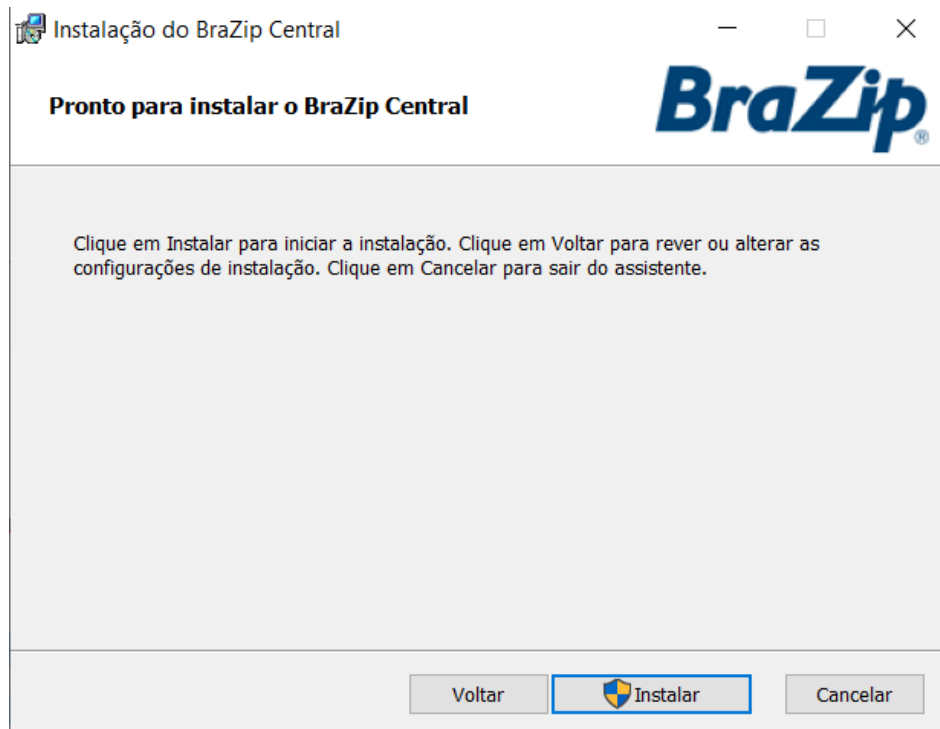 Instalação do BraZip Central
Pronto para instalar o BraZip Central
BraZip®
Clique em Instalar para iniciar a instalação. Clique em Voltar para rever ou alterar as
configurações de instalação. Clique em Cancelar para sair do assistente.
Voltar
Instalar
Cancelar